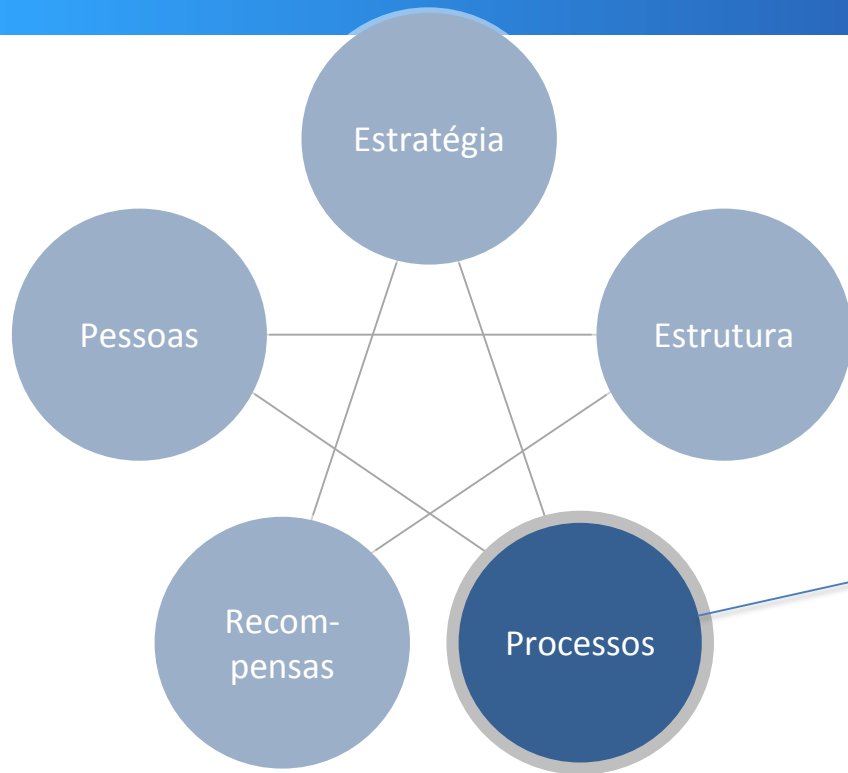 Estratégia
Pessoas
Estrutura
Recom-
pensas
Processos